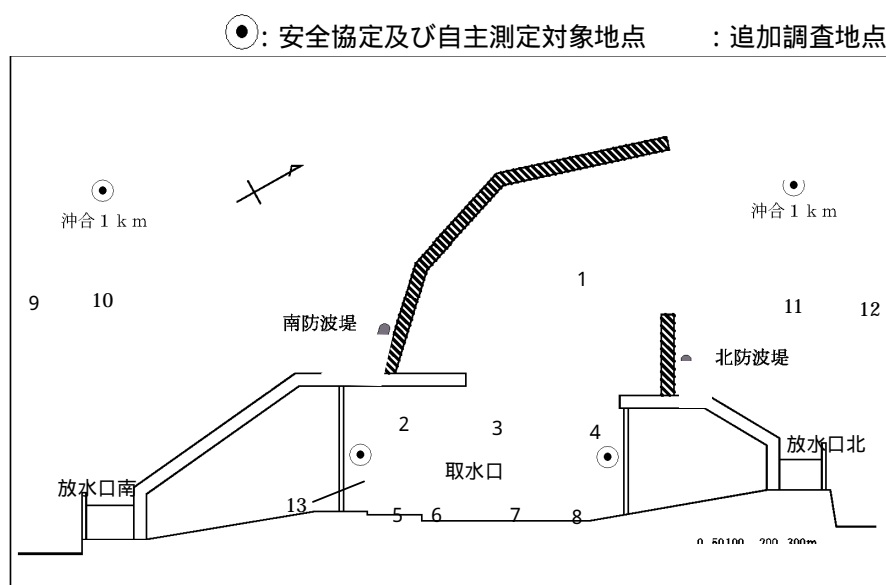 : 安全協定及び自主測定対象地点 : 追加調査地点
沖合１ｋｍ
沖合１ｋｍ
1
9 10
11 12
南防波堤
北防波堤
2 3 4
放水口北
取水口
放水口南
13
5 6 7 8
0 50100 200 300m